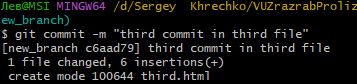 Лев@MSI MINGW64 /d/Sergey Khrechko/VUZrazrabProliz
ew_branch)
$ git commit -m "third commit in third file"
[new_branch c6aad79] third commit in third file
1 file changed, 6 insertions(+)
create mode 100644 third.html